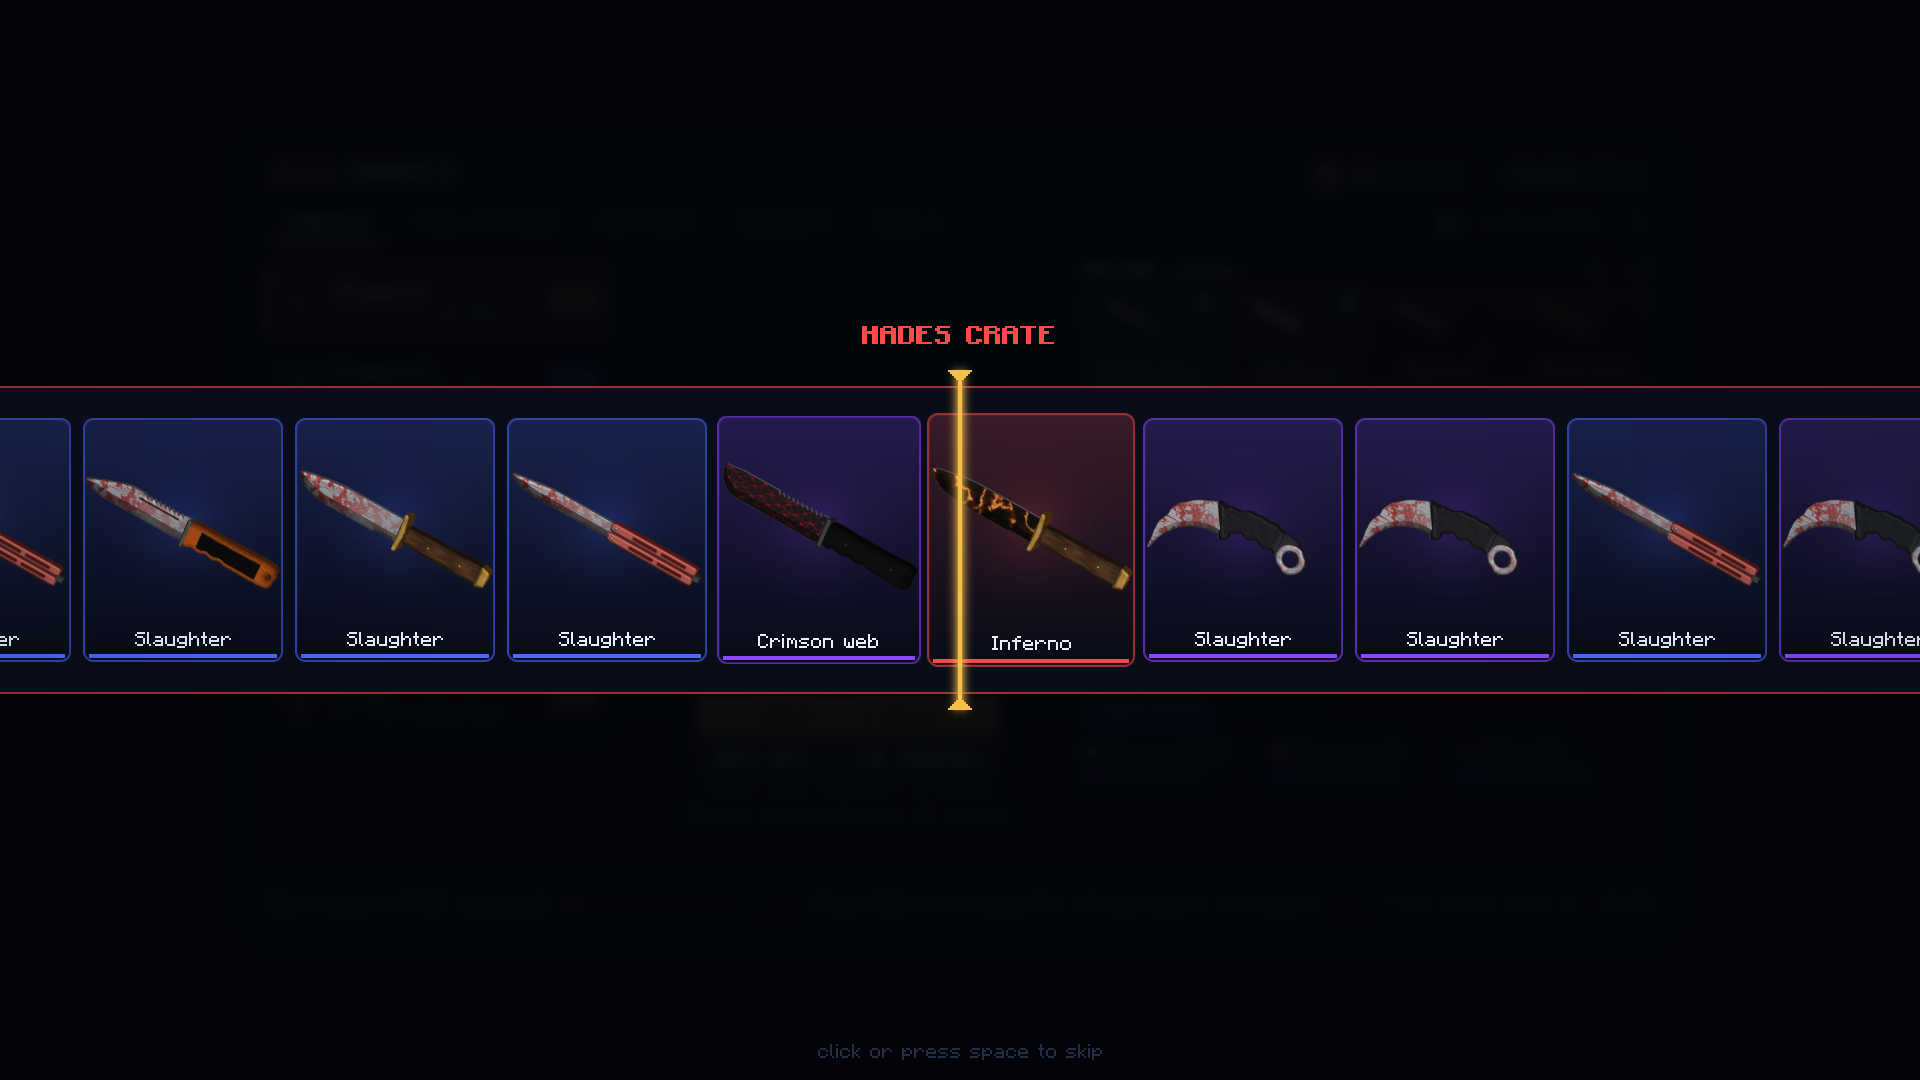 HADES CRATE
er
Slaughter
Slaughter
Slaughter
Crimson web
Inferno
Slaughter
Slaughter
Slaughter
Slaughter
click or press space to skip